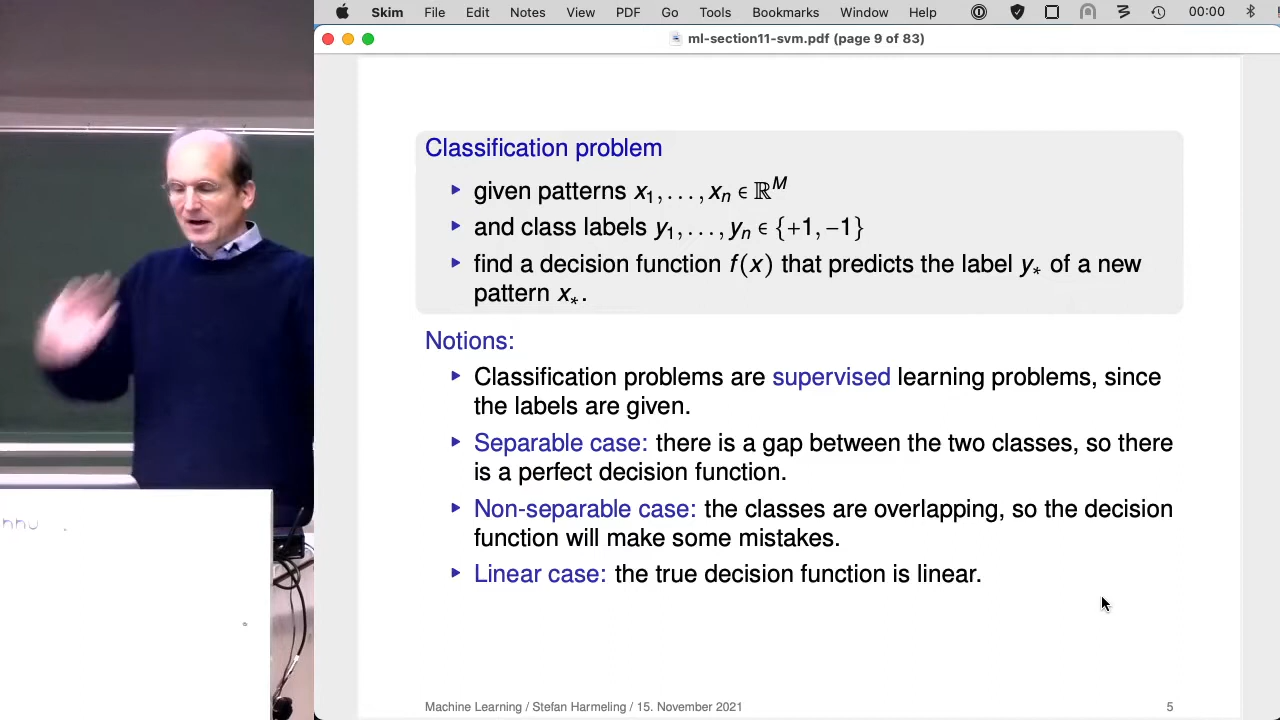 Skim File Edit Notes View PDF Go Tools Bookmarks Window Help 00:00
ml-section11-svm.pdf (page 9 of 83)
Classification problem
▸ given patterns x₁, . . . , xₙ ∈ ℝᴹ
▸ and class labels y₁, . . . , yₙ ∈ {+1, −1}
▸ find a decision function f(x) that predicts the label y∗ of a new
pattern x∗.
Notions:
▸ Classification problems are supervised learning problems, since
the labels are given.
▸ Separable case: there is a gap between the two classes, so there
is a perfect decision function.
▸ Non-separable case: the classes are overlapping, so the decision
function will make some mistakes.
▸ Linear case: the true decision function is linear.
Machine Learning / Stefan Harmeling / 15. November 2021 5